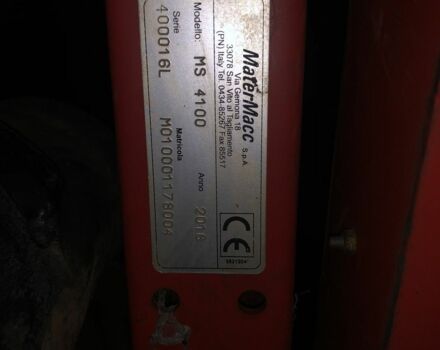 MaterMacc S.p.A.
Via Gemona 18
33078 San Vito al Tagliamento
(PN) Italy Tel. 0434-85267 Fax 85517
Modello: MS 4100
Anno 2018
Serie 400016L
Matricola M010001178004
CE